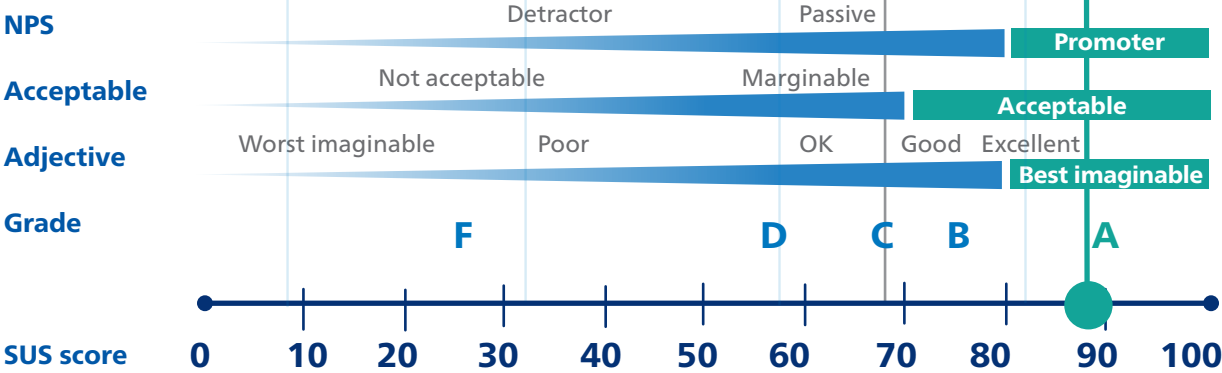 Detractor Passive
NPS
Promoter
Not acceptable Marginable
Acceptable
Acceptable
Worst imaginable Poor OK Good Excellent
Adjective
Best imaginable
Grade F D C B A
SUS score 0 10 20 30 40 50 60 70 80 90 100